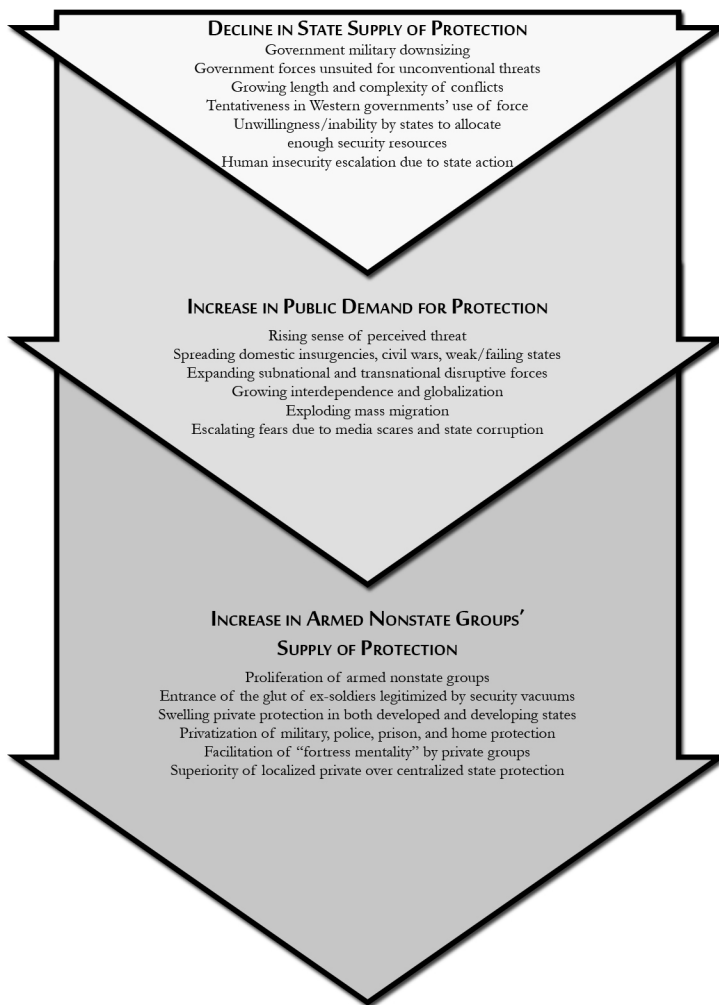 DECLINE IN STATE SUPPLY OF PROTECTION
Government military downsizing
Government forces unsuited for unconventional threats
Growing length and complexity of conflicts
Tentativeness in Western governments’ use of force
Unwillingness/inability by states to allocate
enough security resources
Human insecurity escalation due to state action
INCREASE IN PUBLIC DEMAND FOR PROTECTION
Rising sense of perceived threat
Spreading domestic insurgencies, civil wars, weak/failing states
Expanding subnational and transnational disruptive forces
Growing interdependence and globalization
Exploding mass migration
Escalating fears due to media scares and state corruption
INCREASE IN ARMED NONSTATE GROUPS’
SUPPLY OF PROTECTION
Proliferation of armed nonstate groups
Entrance of the glut of ex-soldiers legitimized by security vacuums
Swelling private protection in both developed and developing states
Privatization of military, police, prison, and home protection
Facilitation of “fortress mentality” by private groups
Superiority of localized private over centralized state protection